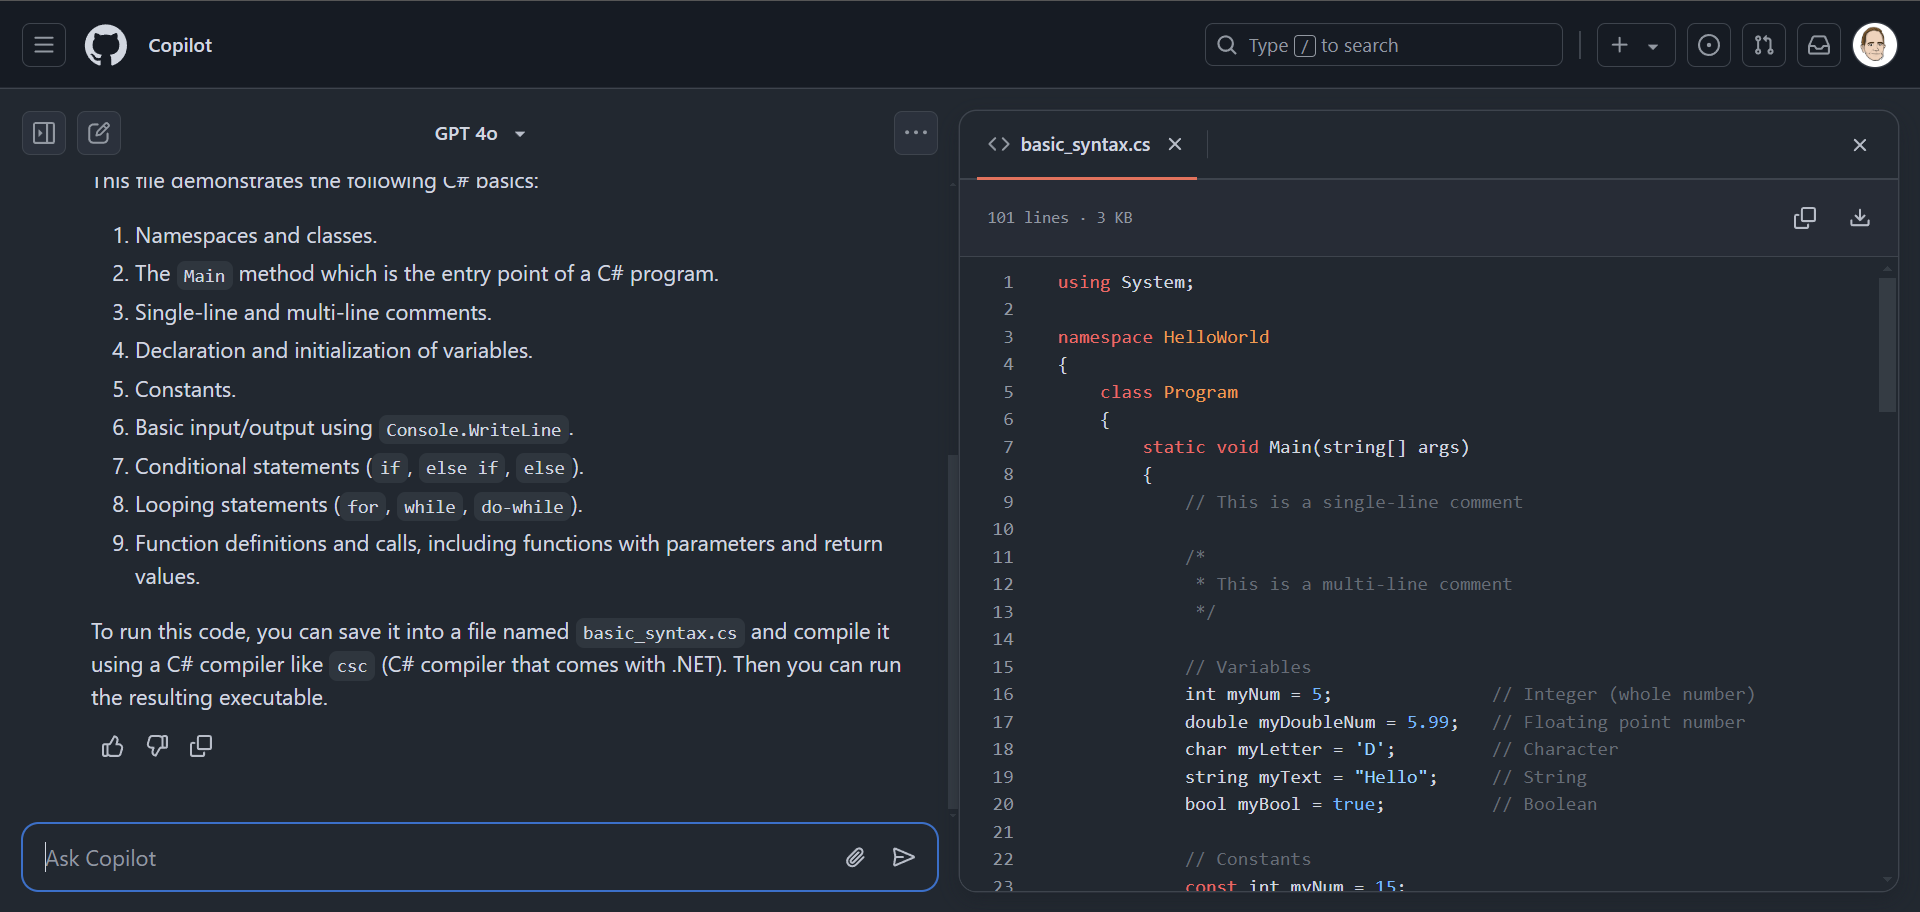 Copilot
Type / to search
GPT 4o
This file demonstrates the following C# basics:
1. Namespaces and classes.
2. The Main method which is the entry point of a C# program.
3. Single-line and multi-line comments.
4. Declaration and initialization of variables.
5. Constants.
6. Basic input/output using Console.WriteLine.
7. Conditional statements (if, else if, else).
8. Looping statements (for, while, do-while).
9. Function definitions and calls, including functions with parameters and return
values.
To run this code, you can save it into a file named basic_syntax.cs and compile it
using a C# compiler like csc (C# compiler that comes with .NET). Then you can run
the resulting executable.
Ask Copilot
basic_syntax.cs
101 lines · 3 KB
1 using System;
2
3 namespace HelloWorld
4 {
5 class Program
6 {
7 static void Main(string[] args)
8 {
9 // This is a single-line comment
10
11 /*
12 * This is a multi-line comment
13 */
14
15 // Variables
16 int myNum = 5; // Integer (whole number)
17 double myDoubleNum = 5.99; // Floating point number
18 char myLetter = 'D'; // Character
19 string myText = "Hello"; // String
20 bool myBool = true; // Boolean
21
22 // Constants
23 const int myNum = 15;